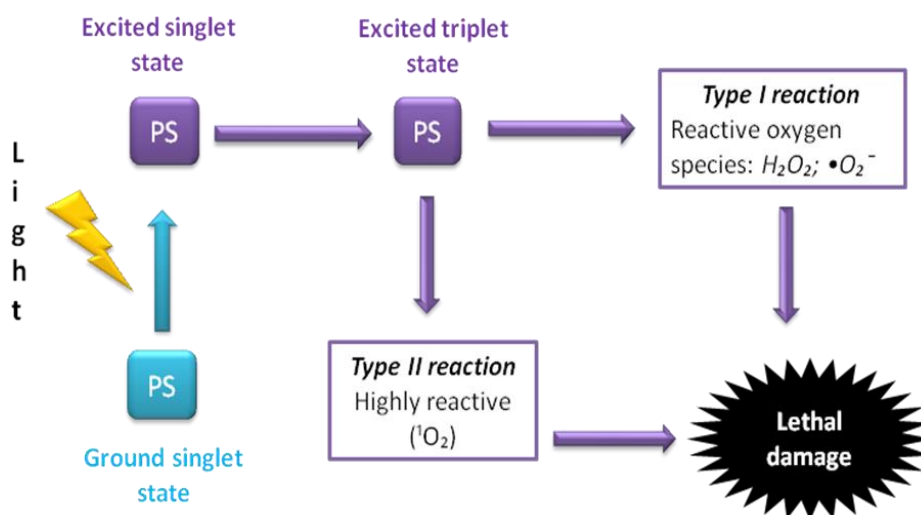 Excited singlet
state
Excited triplet
state
PS
PS
Type I reaction
Reactive oxygen
species: H₂O₂; •O₂⁻
Light
PS
Ground singlet
state
Type II reaction
Highly reactive
(¹O₂)
Lethal
damage